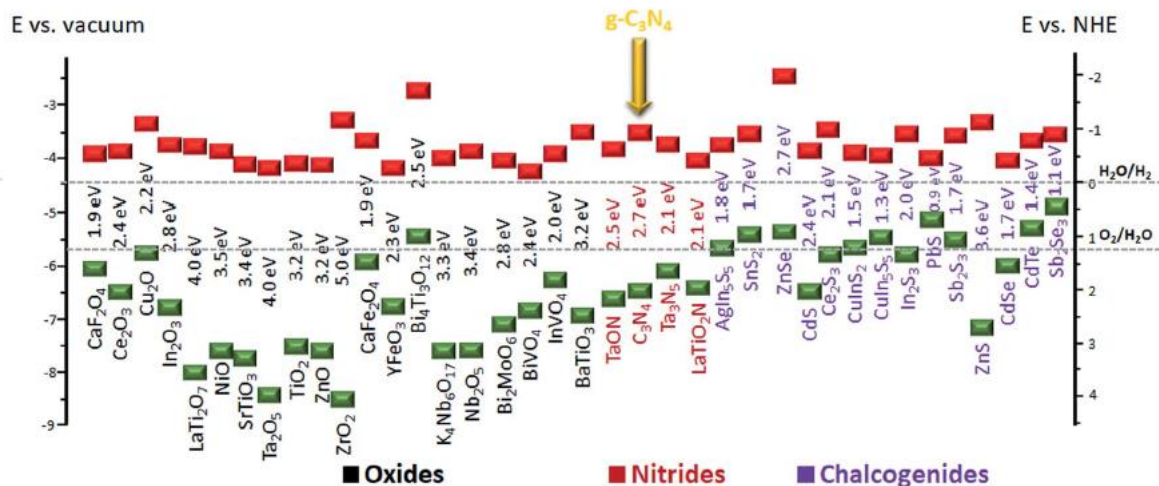 E vs. vacuum
g-C₃N₄
E vs. NHE
-3
-4
-5
-6
-7
-8
-9
1.9 eV
CaF₂O₄
2.4 eV
Ce₂O₃
2.2 eV
Cu₂O
2.8 eV
In₂O₃
4.0 eV
LaTi₂O₇
3.5 eV
NiO
3.4 eV
SrTiO₃
4.0 eV
Ta₂O₅
3.2 eV
TiO₂
3.2 eV
ZnO
5.0 eV
ZrO₂
1.9 eV
CaFe₂O₄
2.3 eV
YFeO₃
2.5 eV
Bi₄Ti₃O₁₂
3.3 eV
K₄Nb₆O₁₇
3.4 eV
Nb₂O₅
2.8 eV
Bi₂MoO₆
2.4 eV
BiVO₄
2.0 eV
InVO₄
3.2 eV
BaTiO₃
2.5 eV
TaON
2.7 eV
C₃N₄
2.1 eV
Ta₃N₅
2.1 eV
LaTiO₂N
1.8 eV
AgIn₅S₅
1.7 eV
SnS₂
2.7 eV
ZnSe
2.4 eV
CdS
2.1 eV
Ce₂S₃
1.5 eV
CuInS₂
1.3 eV
CuIn₅S₅
2.0 eV
In₂S₃
0.9 eV
PbS
1.7 eV
Sb₂S₃
3.6 eV
ZnS
1.7 eV
CdSe
1.4 eV
CdTe
1.1 eV
Sb₂Se₃
H₂O/H₂
O₂/H₂O
-2
-1
0
1
2
3
4
Oxides
Nitrides
Chalcogenides